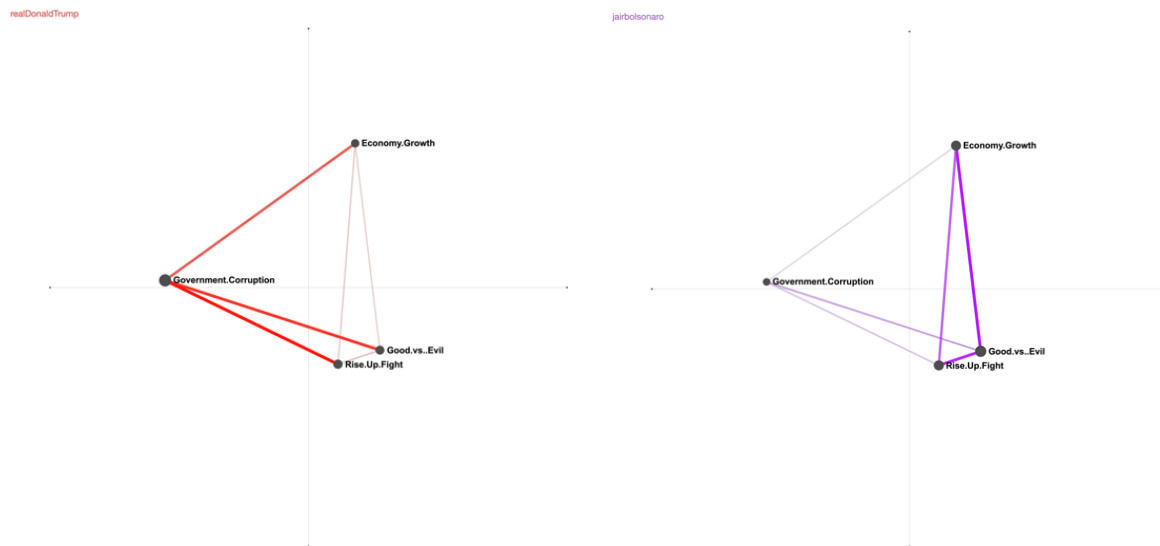 realDonaldTrump
Economy.Growth
Government.Corruption
Good.vs..Evil
Rise.Up.Fight
jairbolsonaro
Economy.Growth
Government.Corruption
Good.vs..Evil
Rise.Up.Fight